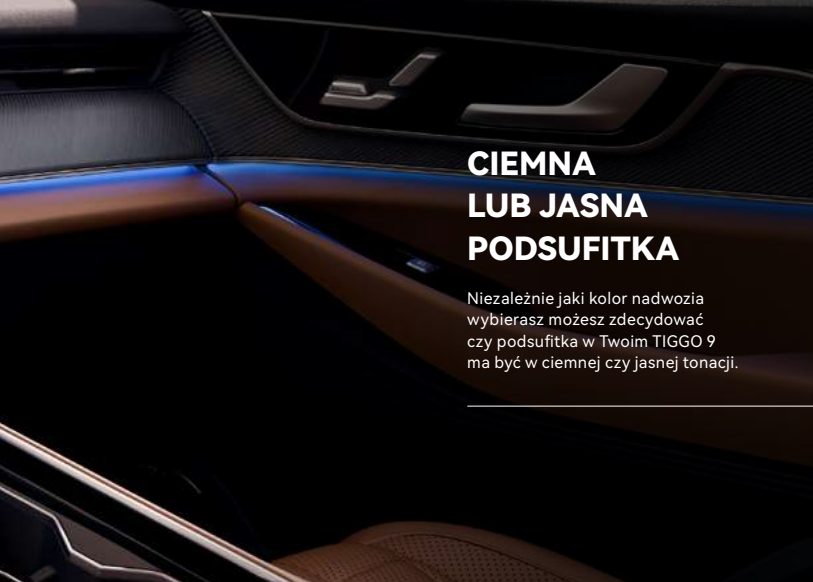 CIEMNA
LUB JASNA
PODSUFITKA
Niezależnie jaki kolor nadwozia
wybierasz możesz zdecydować
czy podsufitka w Twoim TIGGO 9
ma być w ciemnej czy jasnej tonacji.